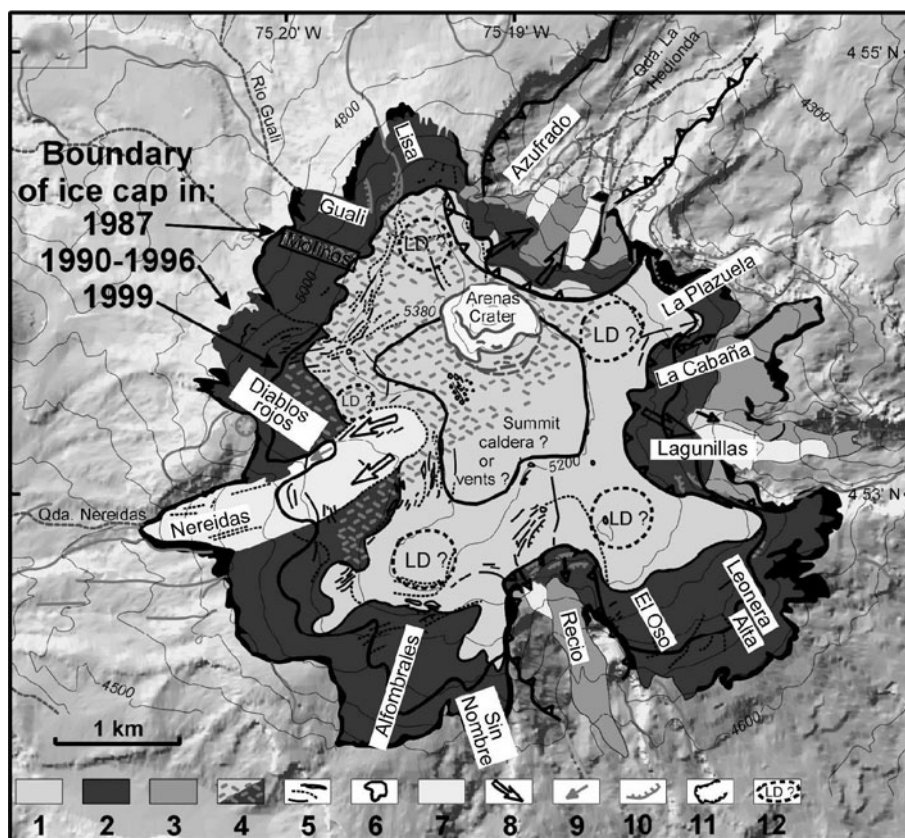 75 20' W
75 19' W
4 55' N
Rio Guali
4800
Lisa
Azufrado
Qda. La Hedionda
4300
Boundary
of ice cap in:
1987
1990-1996
1999
Guali
Molinos
5000
LD ?
5380
Arenas
Crater
LD ?
La Plazuela
La Cabaña
Diablos
rojos
LD ?
Summit
caldera ?
or
vents ?
Lagunillas
5200
4 53' N
Qda. Nereidas
Nereidas
LD ?
LD ?
Leonera
Alta
El Oso
Recio
Alfombrales
Sin
Nombre
4500
4600
1 km
LD ?
1 2 3 4 5 6 7 8 9 10 11 12